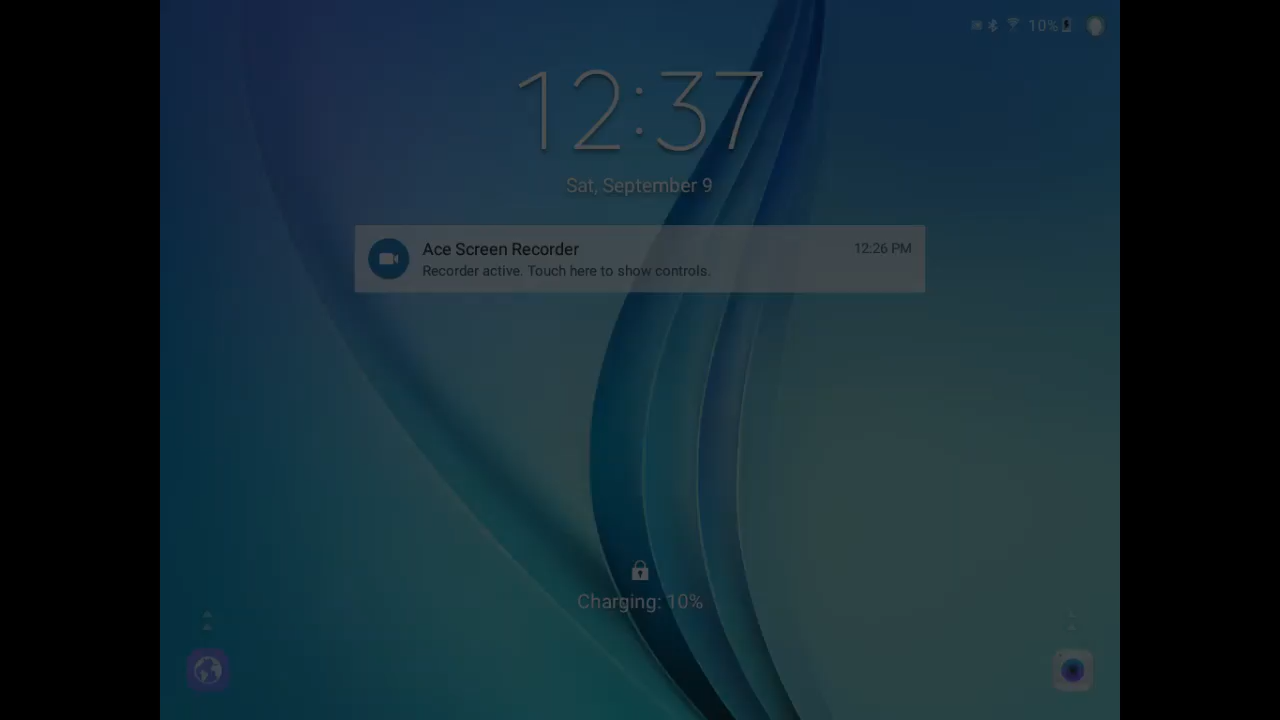 10%
12:37
Sat, September 9
Ace Screen Recorder
12:26 PM
Recorder active. Touch here to show controls.
Charging: 10%